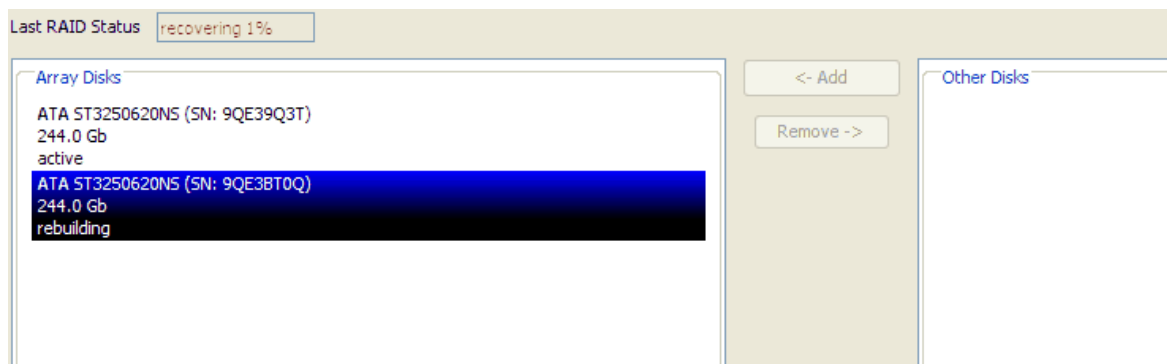 Last RAID Status recovering 1%
Array Disks
ATA ST3250620NS (SN: 9QE39Q3T)
244.0 Gb
active
ATA ST3250620NS (SN: 9QE3BT0Q)
244.0 Gb
rebuilding
<- Add
Remove ->
Other Disks